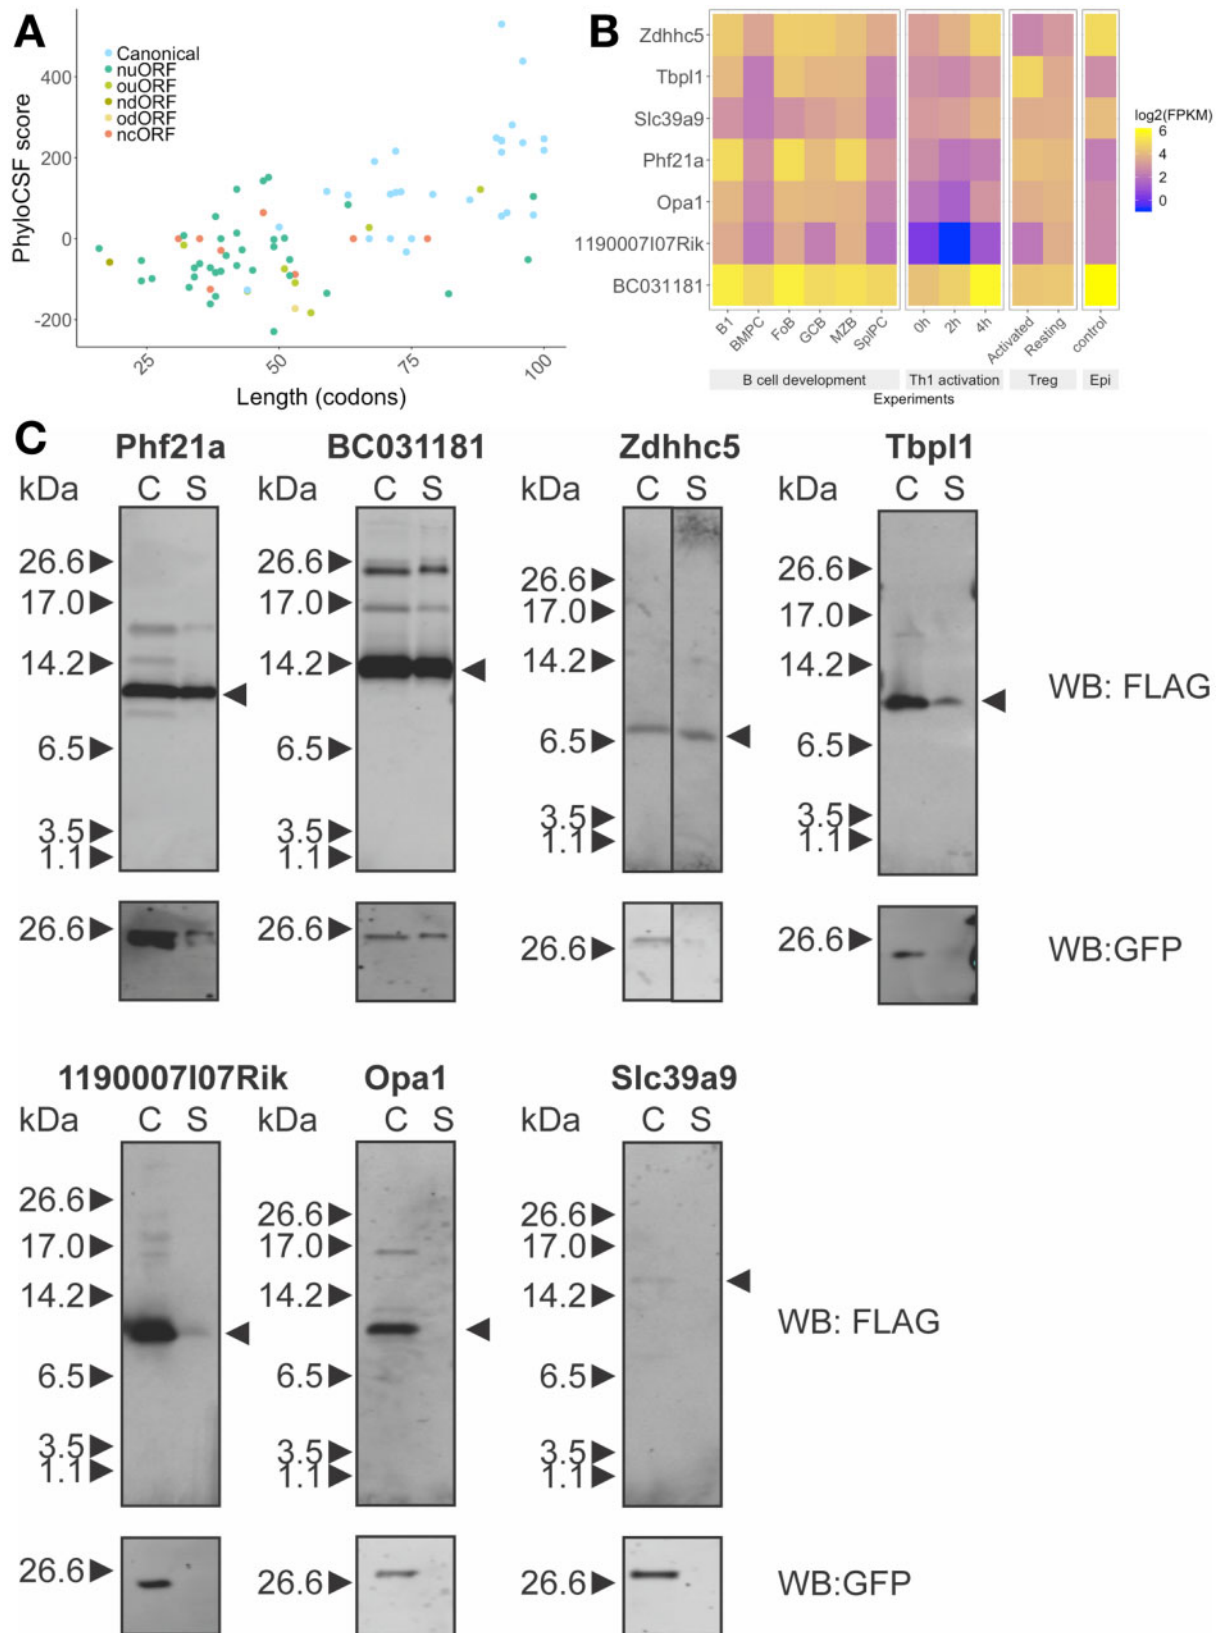 A
PhyloCSF score
400
200
0
-200
Canonical
nuORF
ouORF
ndORF
odORF
ncORF
25
50
75
100
Length (codons)
B
Zdhhc5
Tbpl1
Slc39a9
Phf21a
Opa1
1190007I07Rik
BC031181
B1
BMPC
FoB
GCB
MZB
SplPC
0h
2h
4h
Activated
Resting
control
B cell development
Th1 activation
Treg
Epi
Experiments
log2(FPKM)
6
4
2
0
C
Phf21a
kDa C S
26.6
17.0
14.2
6.5
3.5
1.1
26.6
BC031181
kDa C S
26.6
17.0
14.2
6.5
3.5
1.1
26.6
Zdhhc5
kDa C S
26.6
17.0
14.2
6.5
3.5
1.1
26.6
Tbpl1
kDa C S
26.6
17.0
14.2
6.5
3.5
1.1
26.6
WB: FLAG
WB:GFP
1190007I07Rik
kDa C S
26.6
17.0
14.2
6.5
3.5
1.1
26.6
Opa1
kDa C S
26.6
17.0
14.2
6.5
3.5
1.1
26.6
Slc39a9
kDa C S
26.6
17.0
14.2
6.5
3.5
1.1
26.6
WB: FLAG
WB:GFP